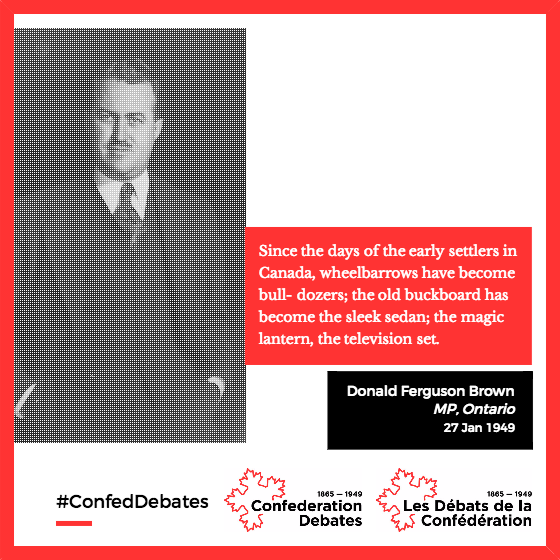 Since the days of the early settlers in
Canada, wheelbarrows have become
bull- dozers; the old buckboard has
become the sleek sedan; the magic
lantern, the television set.
Donald Ferguson Brown
MP, Ontario
27 Jan 1949
#ConfedDebates
1865 — 1949
Confederation
Debates
1865 — 1949
Les Débats de la
Confédération